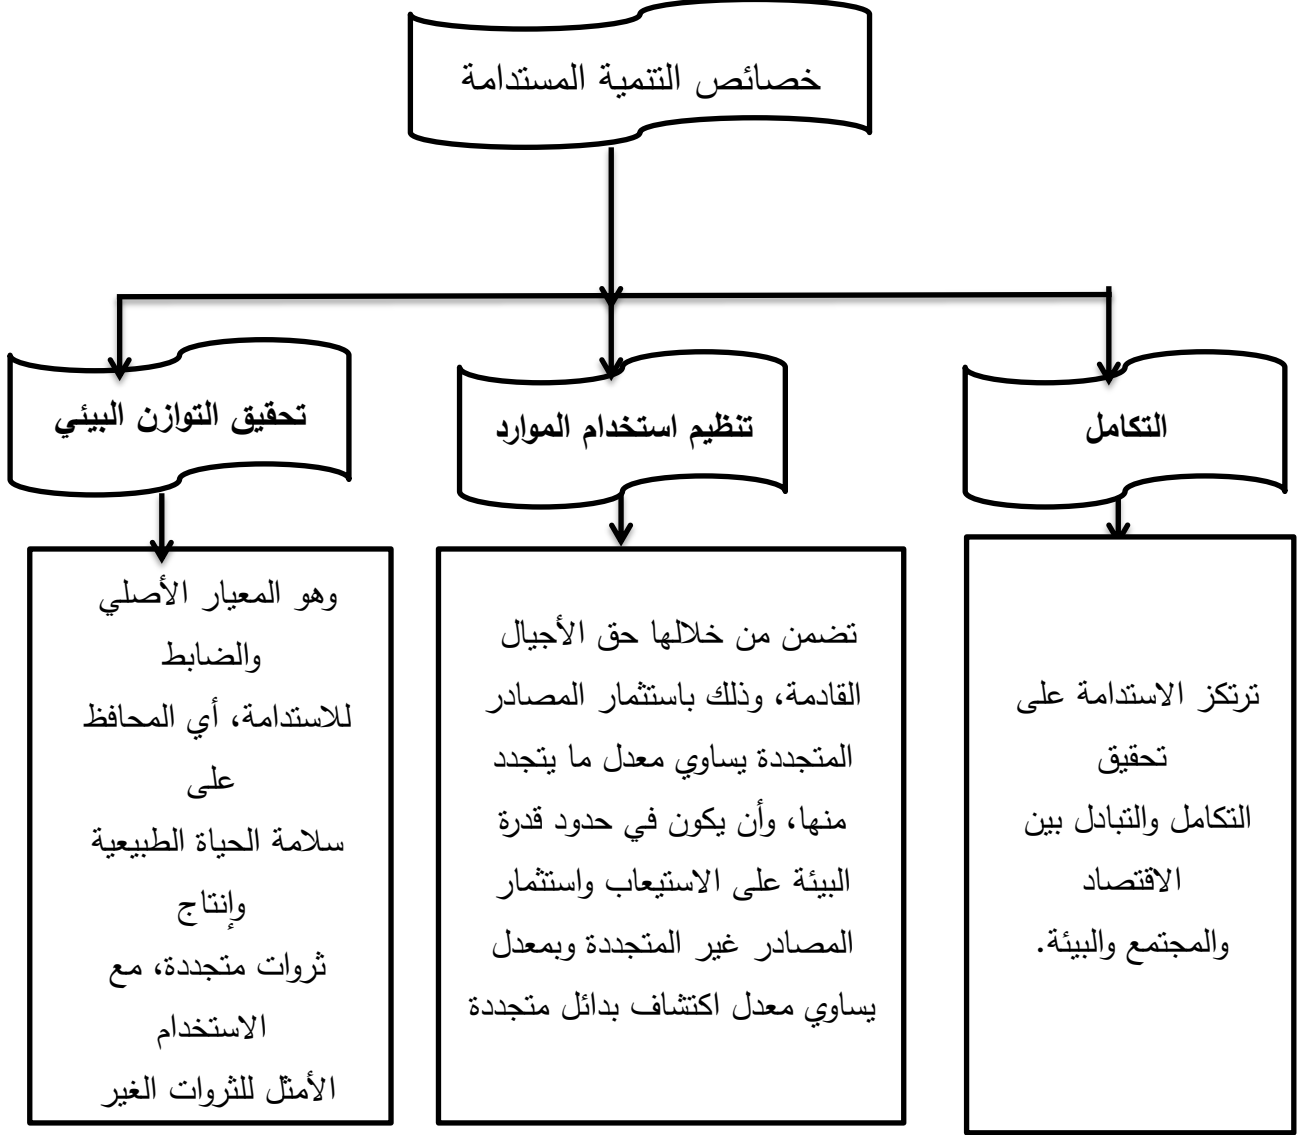 خصائص التنمية المستدامة
التكامل
تنظيم استخدام الموارد
تحقيق التوازن البيئي
ترتكز الاستدامة على
تحقيق
التكامل والتبادل بين
الاقتصاد
والمجتمع والبيئة.
تضمن من خلالها حق الأجيال
القادمة، وذلك باستثمار المصادر
المتجددة يساوي معدل ما يتجدد
منها، وأن يكون في حدود قدرة
البيئة على الاستيعاب واستثمار
المصادر غير المتجددة وبمعدل
يساوي معدل اكتشاف بدائل متجددة
وهو المعيار الأصلي
والضابط
للاستدامة، أي المحافظ
على
سلامة الحياة الطبيعية
وإنتاج
ثروات متجددة، مع
الاستخدام
الأمثل للثروات الغير